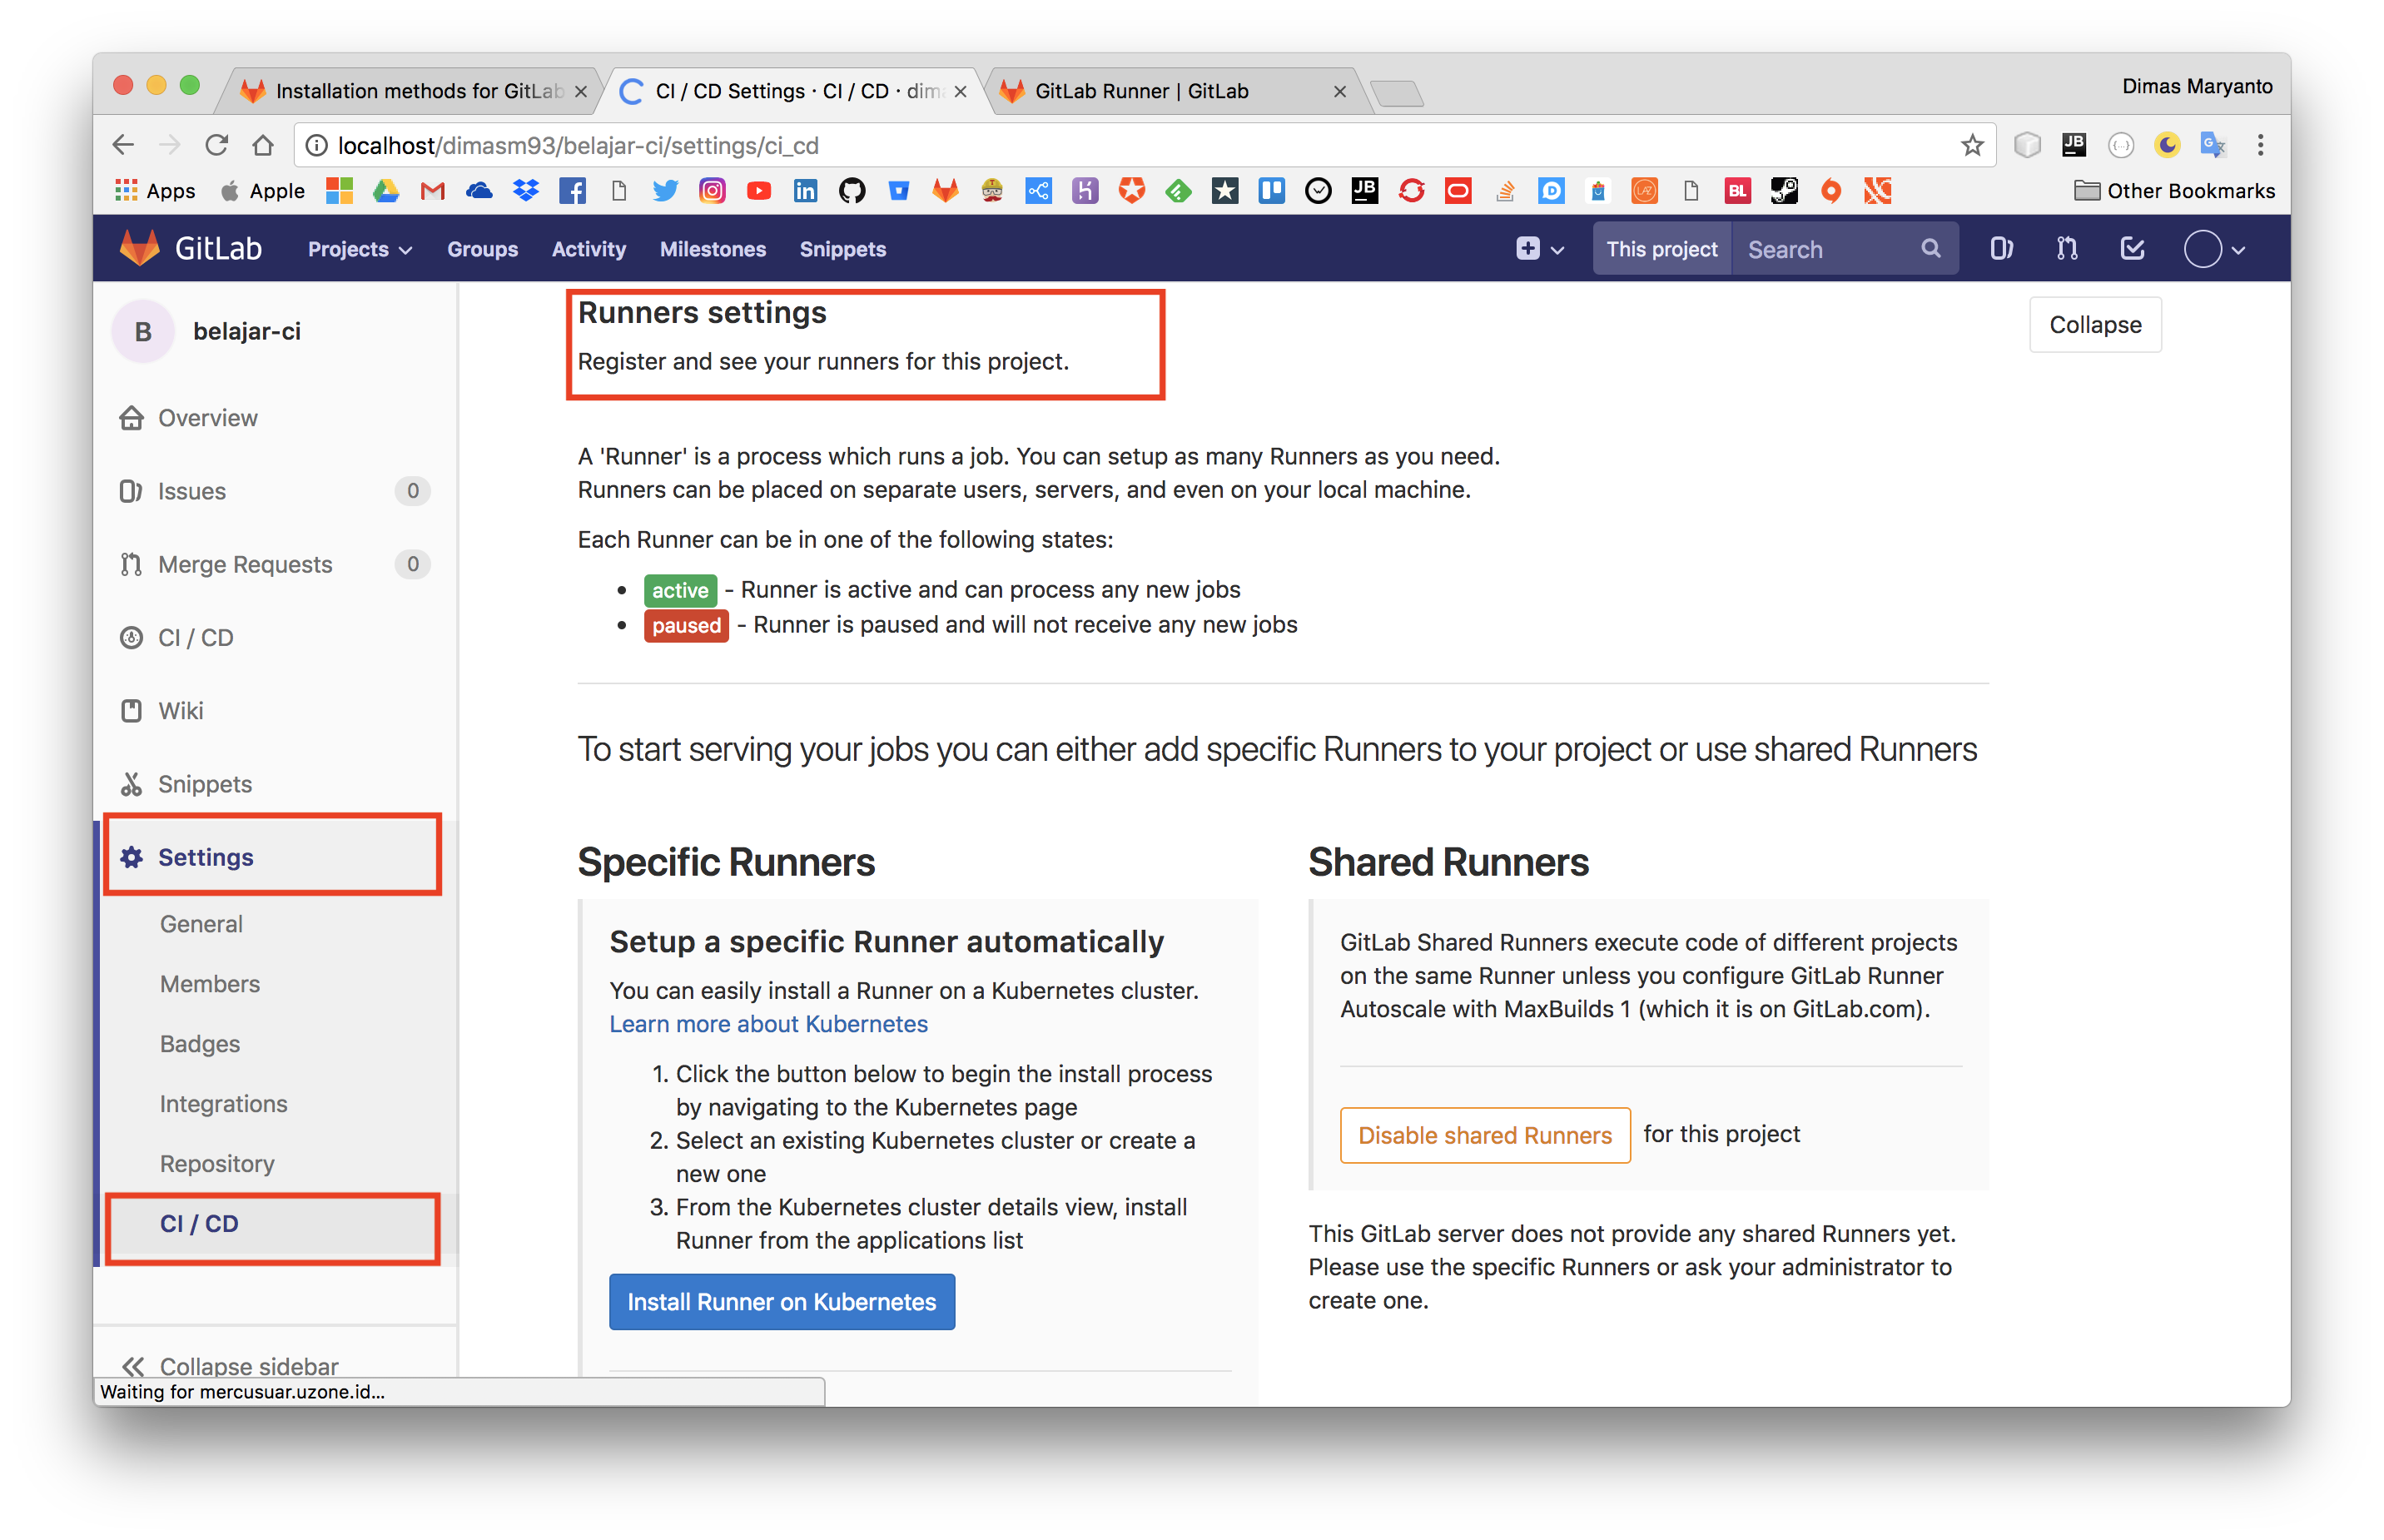 Installation methods for GitLab
CI / CD Settings · CI / CD · dima
GitLab Runner | GitLab
Dimas Maryanto
localhost/dimasm93/belajar-ci/settings/ci_cd
Apps
Apple
Other Bookmarks
GitLab
Projects
Groups
Activity
Milestones
Snippets
This project
Search
B
belajar-ci
Overview
Issues 0
Merge Requests 0
CI / CD
Wiki
Snippets
Settings
General
Members
Badges
Integrations
Repository
CI / CD
Collapse sidebar
Waiting for mercusuar.uzone.id...
Runners settings
Register and see your runners for this project.
Collapse
A 'Runner' is a process which runs a job. You can setup as many Runners as you need.
Runners can be placed on separate users, servers, and even on your local machine.
Each Runner can be in one of the following states:
• active - Runner is active and can process any new jobs
• paused - Runner is paused and will not receive any new jobs
To start serving your jobs you can either add specific Runners to your project or use shared Runners
Specific Runners
Setup a specific Runner automatically
You can easily install a Runner on a Kubernetes cluster.
Learn more about Kubernetes
1. Click the button below to begin the install process
by navigating to the Kubernetes page
2. Select an existing Kubernetes cluster or create a
new one
3. From the Kubernetes cluster details view, install
Runner from the applications list
Install Runner on Kubernetes
Shared Runners
GitLab Shared Runners execute code of different projects
on the same Runner unless you configure GitLab Runner
Autoscale with MaxBuilds 1 (which it is on GitLab.com).
Disable shared Runners for this project
This GitLab server does not provide any shared Runners yet.
Please use the specific Runners or ask your administrator to
create one.